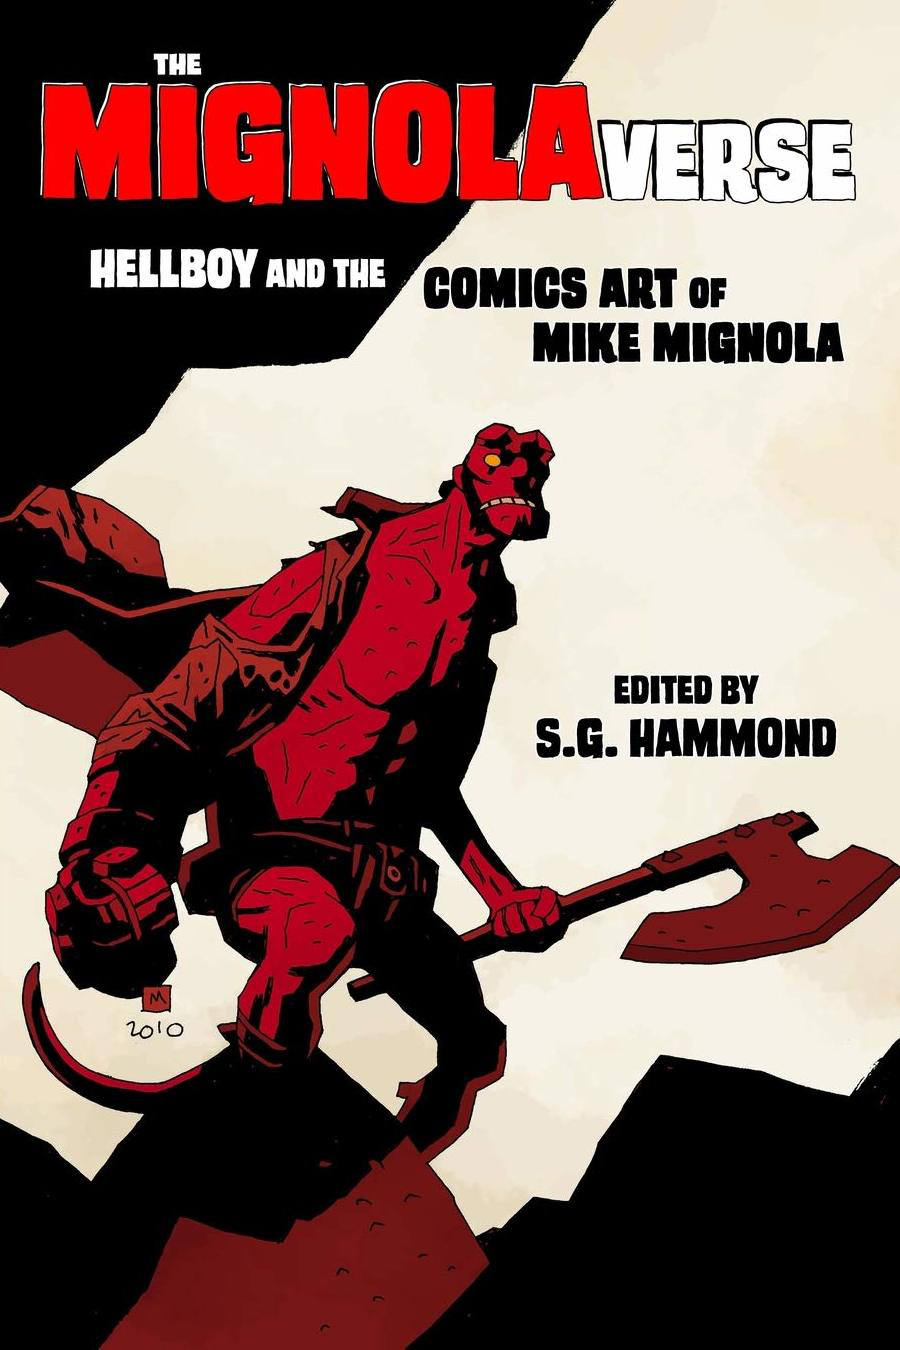 THE
MIGNOLAVERSE
HELLBOY AND THE
COMICS ART OF
MIKE MIGNOLA
EDITED BY
S.G. HAMMOND
M
2010